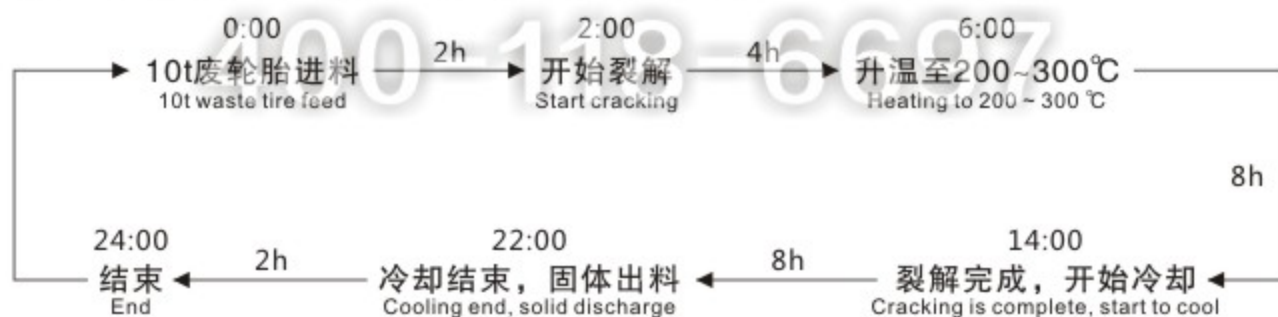 400-118-6697
0:00
10t废轮胎进料
10t waste tire feed
2h
2:00
开始裂解
Start cracking
4h
6:00
升温至200~300℃
Heating to 200 ~ 300 ℃
8h
14:00
裂解完成，开始冷却
Cracking is complete, start to cool
8h
22:00
冷却结束，固体出料
Cooling end, solid discharge
2h
24:00
结束
End